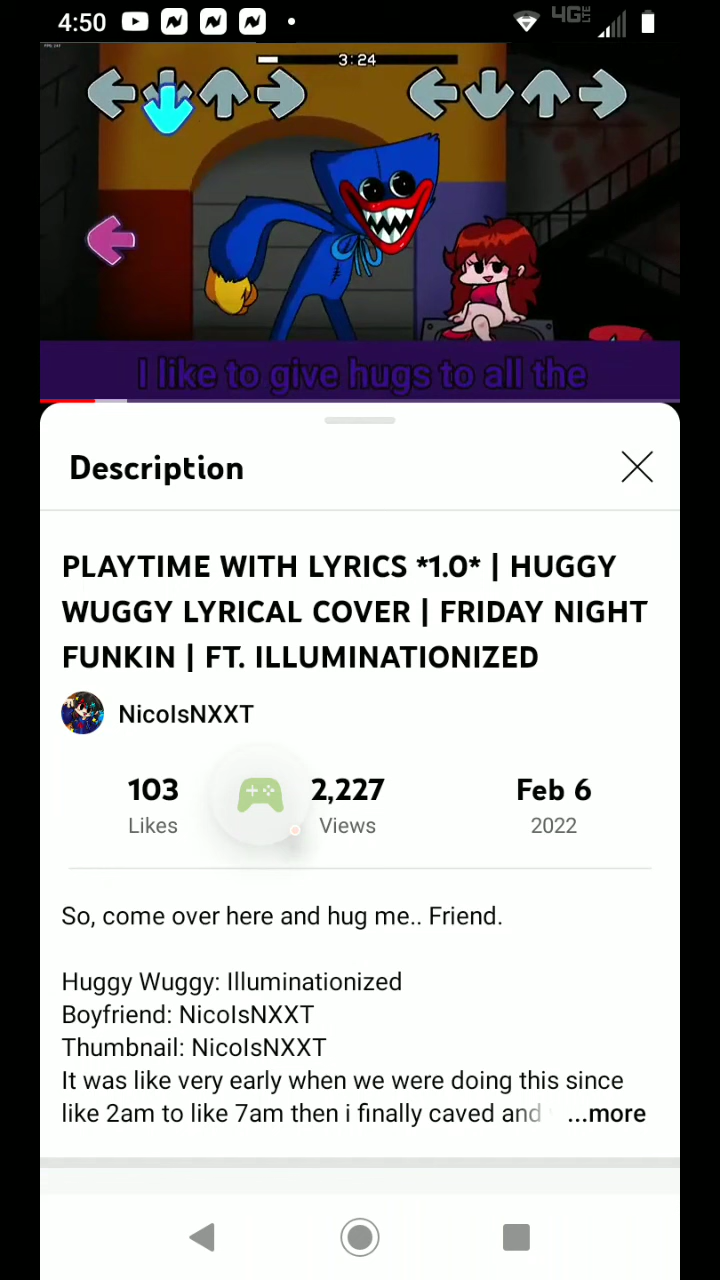 4:50
4G LTE
3:24
I like to give hugs to all the
Description
PLAYTIME WITH LYRICS *1.0* | HUGGY
WUGGY LYRICAL COVER | FRIDAY NIGHT
FUNKIN | FT. ILLUMINATIONIZED
NicoIsNXXT
103
2,227
Feb 6
Likes
Views
2022
So, come over here and hug me.. Friend.
Huggy Wuggy: Illuminationized
Boyfriend: NicoIsNXXT
Thumbnail: NicoIsNXXT
It was like very early when we were doing this since
like 2am to like 7am then i finally caved and ...more